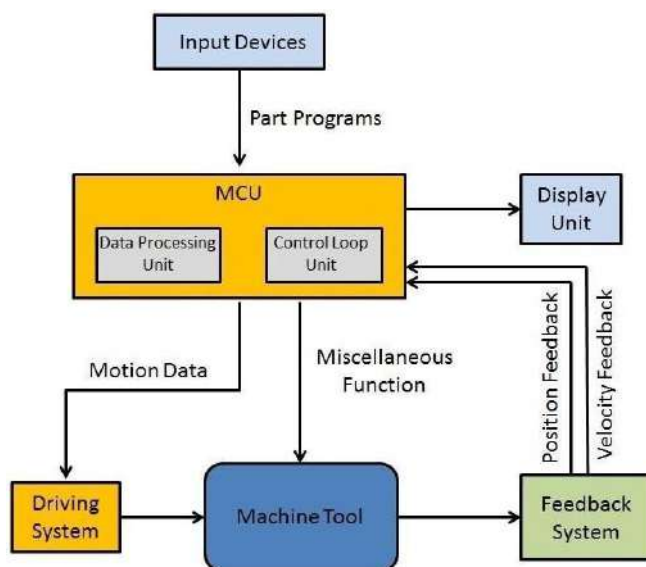 Input Devices
Part Programs
MCU
Data Processing
Unit
Control Loop
Unit
Display
Unit
Motion Data
Miscellaneous
Function
Position Feedback
Velocity Feedback
Driving
System
Machine Tool
Feedback
System